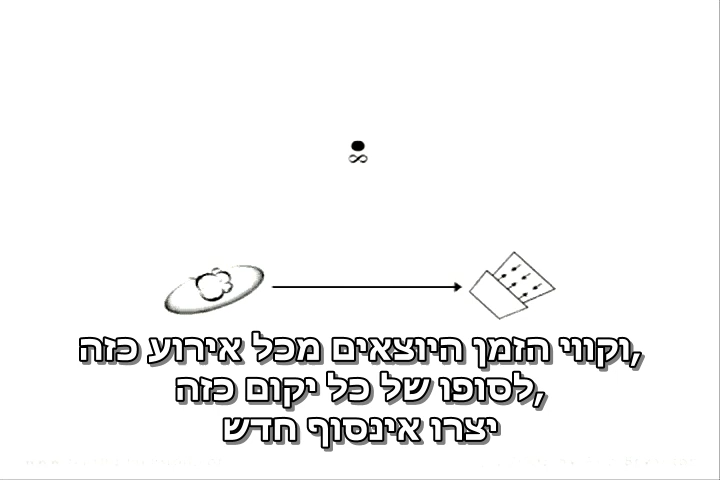 ∞
וקווי הזמן היוצאים מכל אירוע כזה,
לסופו של כל יקום כזה,
יצרו אינסוף חדש